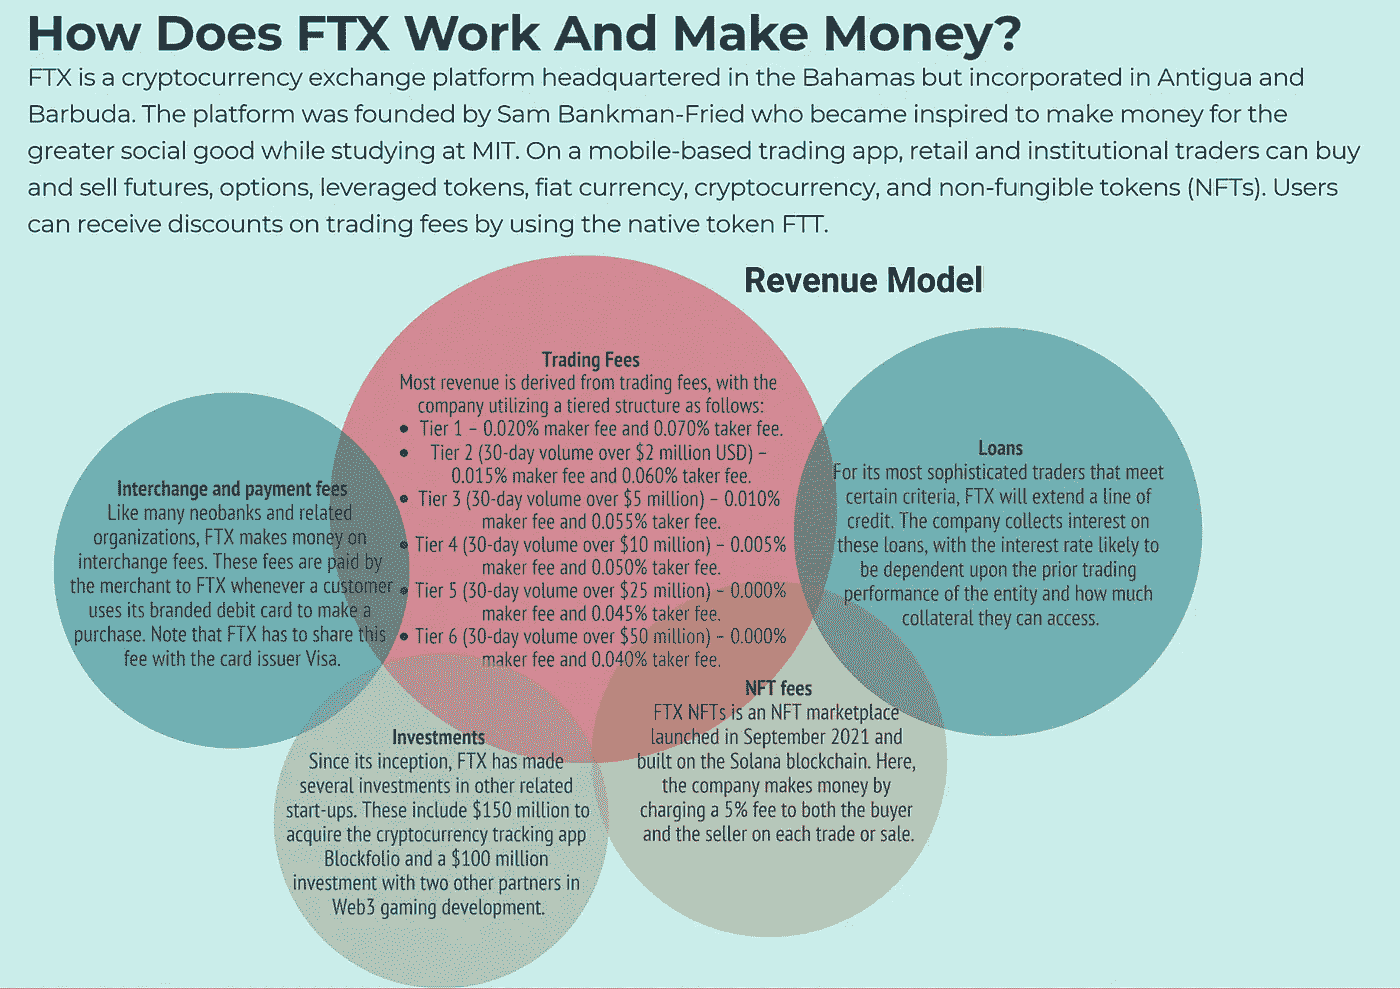 How Does FTX Work And Make Money?
FTX is a cryptocurrency exchange platform headquartered in the Bahamas but incorporated in Antigua and
Barbuda. The platform was founded by Sam Bankman-Fried who became inspired to make money for the
greater social good while studying at MIT. On a mobile-based trading app, retail and institutional traders can buy
and sell futures, options, leveraged tokens, fiat currency, cryptocurrency, and non-fungible tokens (NFTs). Users
can receive discounts on trading fees by using the native token FTT.
Revenue Model
Trading Fees
Most revenue is derived from trading fees, with the
company utilizing a tiered structure as follows:
• Tier 1 – 0.020% maker fee and 0.070% taker fee.
• Tier 2 (30-day volume over $2 million USD) –
0.015% maker fee and 0.060% taker fee.
• Tier 3 (30-day volume over $5 million) – 0.010%
maker fee and 0.055% taker fee.
• Tier 4 (30-day volume over $10 million) – 0.005%
maker fee and 0.050% taker fee.
• Tier 5 (30-day volume over $25 million) – 0.000%
maker fee and 0.045% taker fee.
• Tier 6 (30-day volume over $50 million) – 0.000%
maker fee and 0.040% taker fee.
Loans
For its most sophisticated traders that meet
certain criteria, FTX will extend a line of
credit. The company collects interest on
these loans, with the interest rate likely to
be dependent upon the prior trading
performance of the entity and how much
collateral they can access.
Interchange and payment fees
Like many neobanks and related
organizations, FTX makes money on
interchange fees. These fees are paid by
the merchant to FTX whenever a customer
uses its branded debit card to make a
purchase. Note that FTX has to share this
fee with the card issuer Visa.
NFT fees
FTX NFTs is an NFT marketplace
launched in September 2021 and
built on the Solana blockchain. Here,
the company makes money by
charging a 5% fee to both the buyer
and the seller on each trade or sale.
Investments
Since its inception, FTX has made
several investments in other related
start-ups. These include $150 million to
acquire the cryptocurrency tracking app
Blockfolio and a $100 million
investment with two other partners in
Web3 gaming development.